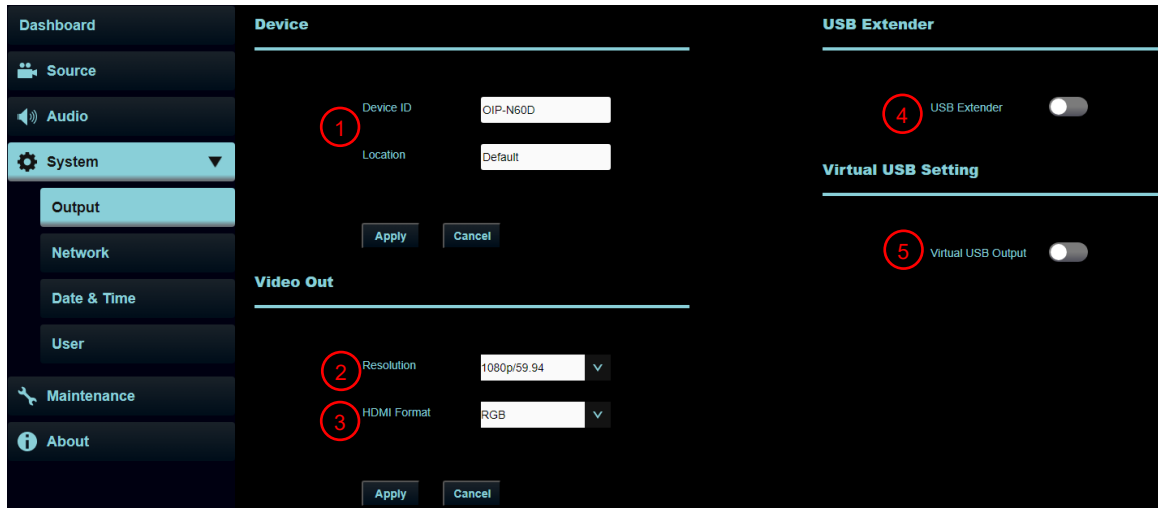 Dashboard
Source
Audio
System
Output
Network
Date & Time
User
Maintenance
About
Device
1
Device ID
OIP-N60D
Location
Default
Apply Cancel
Video Out
2
Resolution
1080p/59.94
3
HDMI Format
RGB
Apply Cancel
USB Extender
4
USB Extender
Virtual USB Setting
5
Virtual USB Output